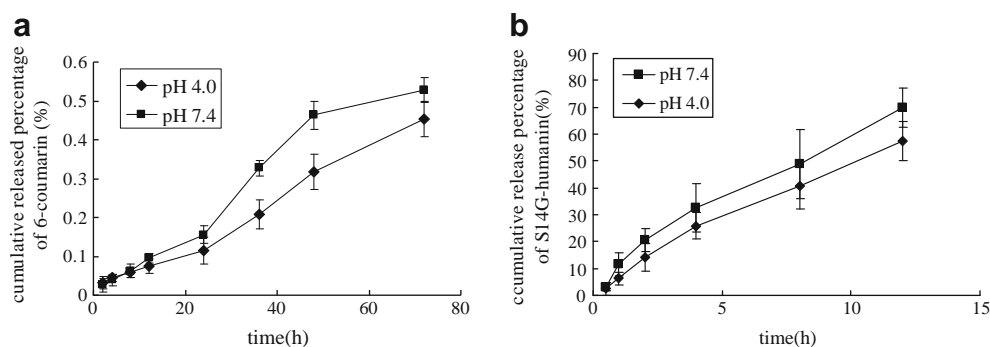 a
cumulative released percentage
of 6-coumarin (%)
0.6
0.5
0.4
0.3
0.2
0.1
0
pH 4.0
pH 7.4
0
20
40
60
80
time(h)
b
ccumulative release percentage
of S14G-humanin(%)
90
80
70
60
50
40
30
20
10
0
pH 7.4
pH 4.0
0
5
10
15
time(h)